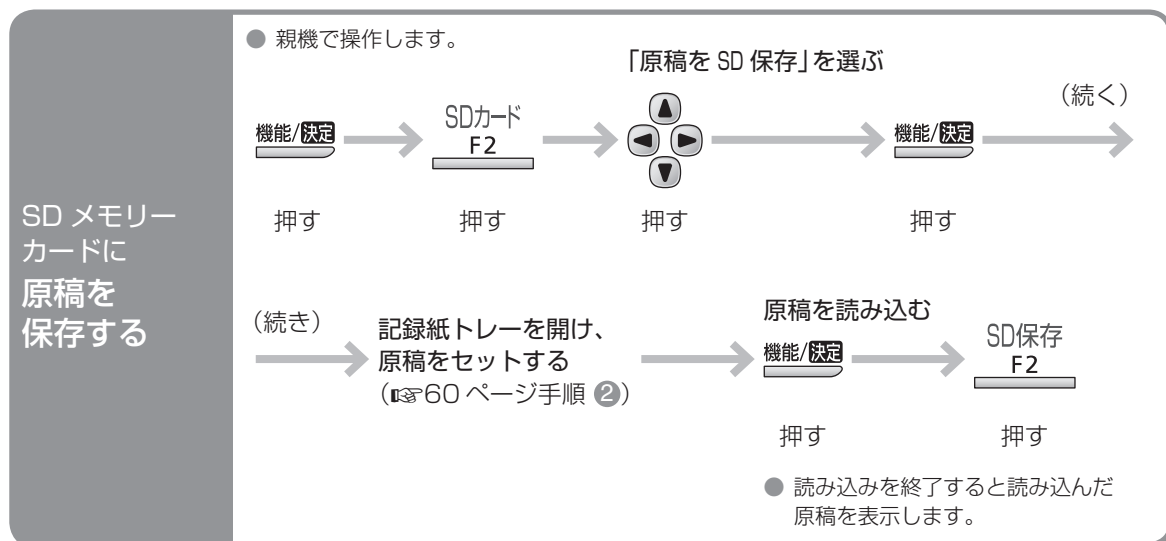 SD メモリー
カードに
原稿を
保存する
● 親機で操作します。
「原稿を SD 保存」を選ぶ
(続く)
機能/決定
SDカード
F2
機能/決定
押す
押す
押す
押す
(続き)
記録紙トレーを開け、
原稿をセットする
(☞60 ページ手順 ❷)
原稿を読み込む
機能/決定
SD保存
F2
押す
押す
● 読み込みを終了すると読み込んだ
原稿を表示します。